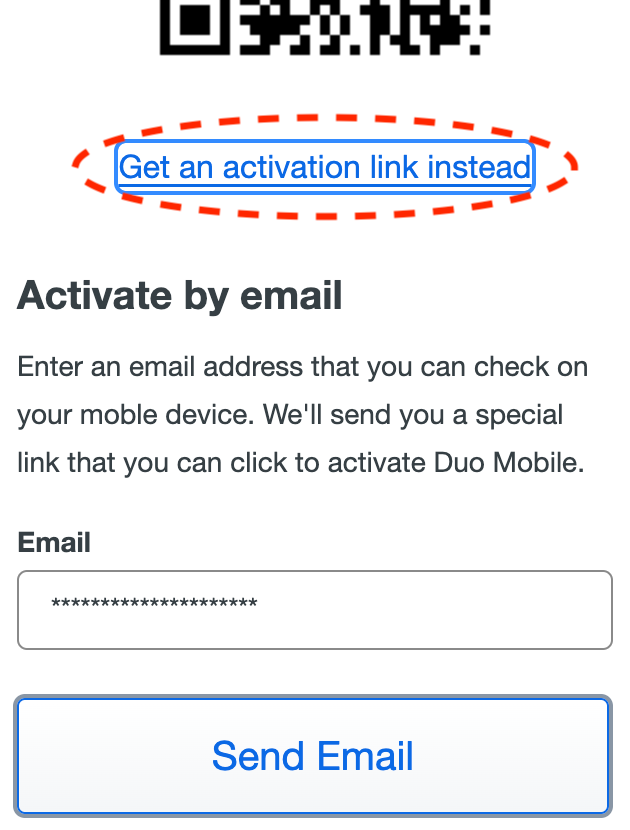 Get an activation link instead
Activate by email
Enter an email address that you can check on
your moble device. We'll send you a special
link that you can click to activate Duo Mobile.
Email
*********************
Send Email